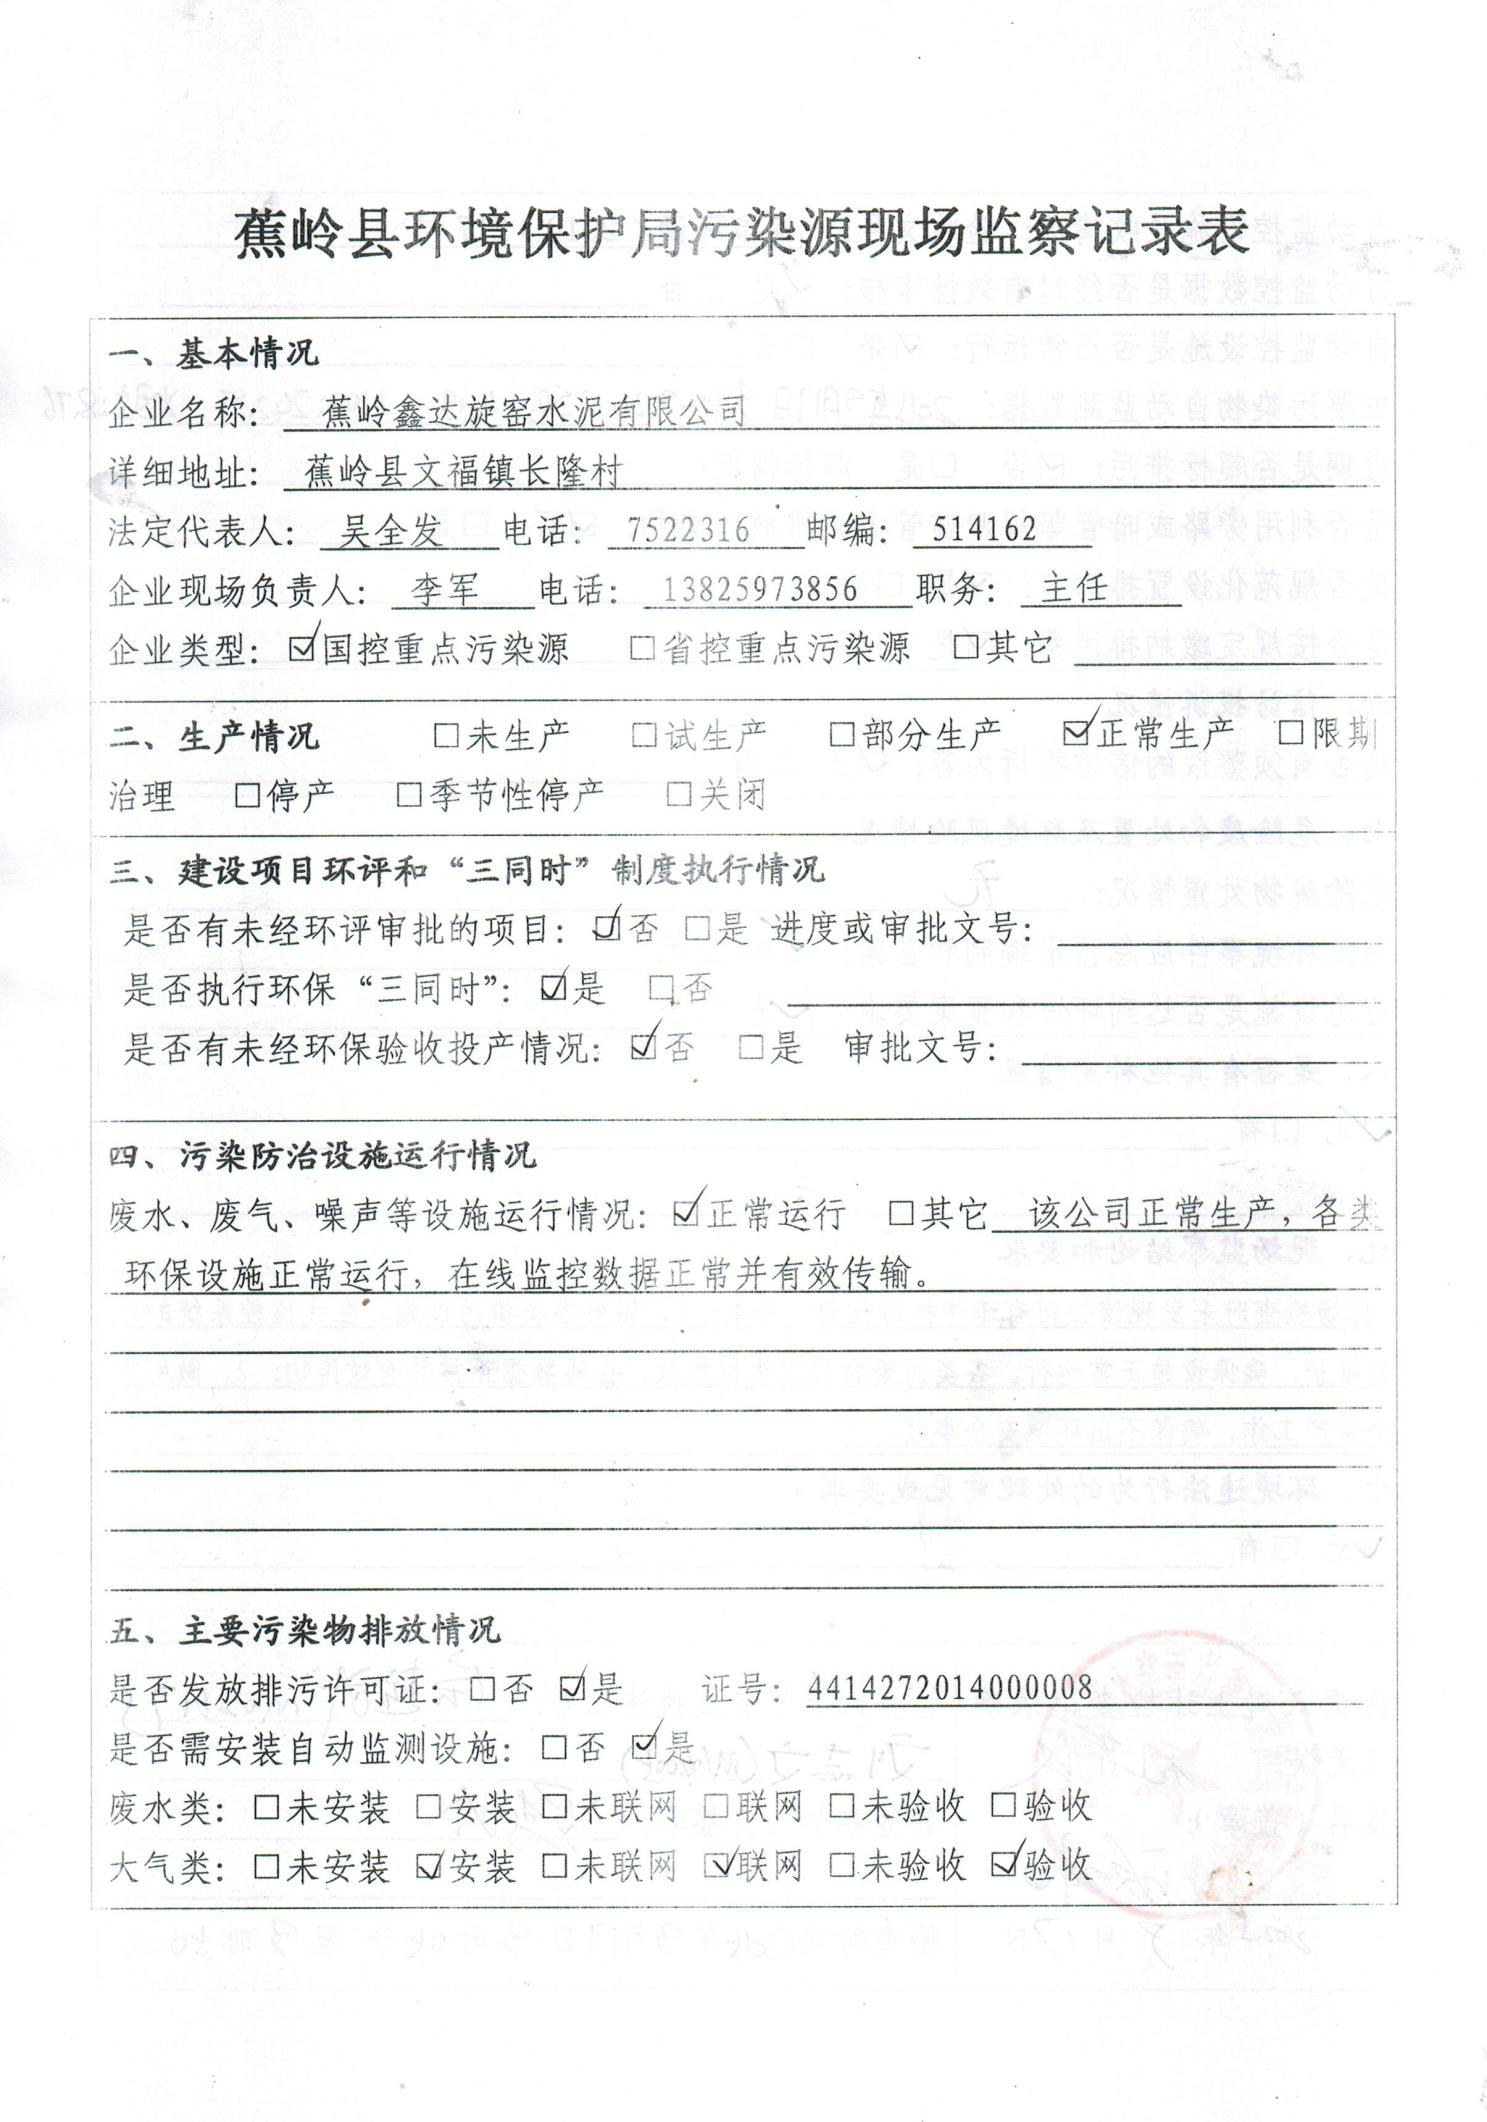 蕉岭县环境保护局污染源现场监察记录表
一、基本情况
企业名称： 蕉岭鑫达旋窑水泥有限公司
详细地址： 蕉岭县文福镇长隆村
法定代表人： 吴全发 电话： 7522316 邮编： 514162
企业现场负责人： 李军 电话： 13825973856 职务： 主任
企业类型：☑国控重点污染源 □省控重点污染源 □其它
二、生产情况 □未生产 □试生产 □部分生产 ☑正常生产 □限期
治理 □停产 □季节性停产 □关闭
三、建设项目环评和“三同时”制度执行情况
是否有未经环评审批的项目：☑否 □是 进度或审批文号：
是否执行环保“三同时”：☑是 □否
是否有未经环保验收投产情况：☑否 □是 审批文号：
四、污染防治设施运行情况
废水、废气、噪声等设施运行情况：☑正常运行 □其它 该公司正常生产，各类
环保设施正常运行，在线监控数据正常并有效传输。
五、主要污染物排放情况
是否发放排污许可证：□否 ☑是 证号：4414272014000008
是否需安装自动监测设施：□否 ☑是
废水类：□未安装 □安装 □未联网 □联网 □未验收 □验收
大气类：□未安装 ☑安装 □未联网 ☑联网 □未验收 ☑验收